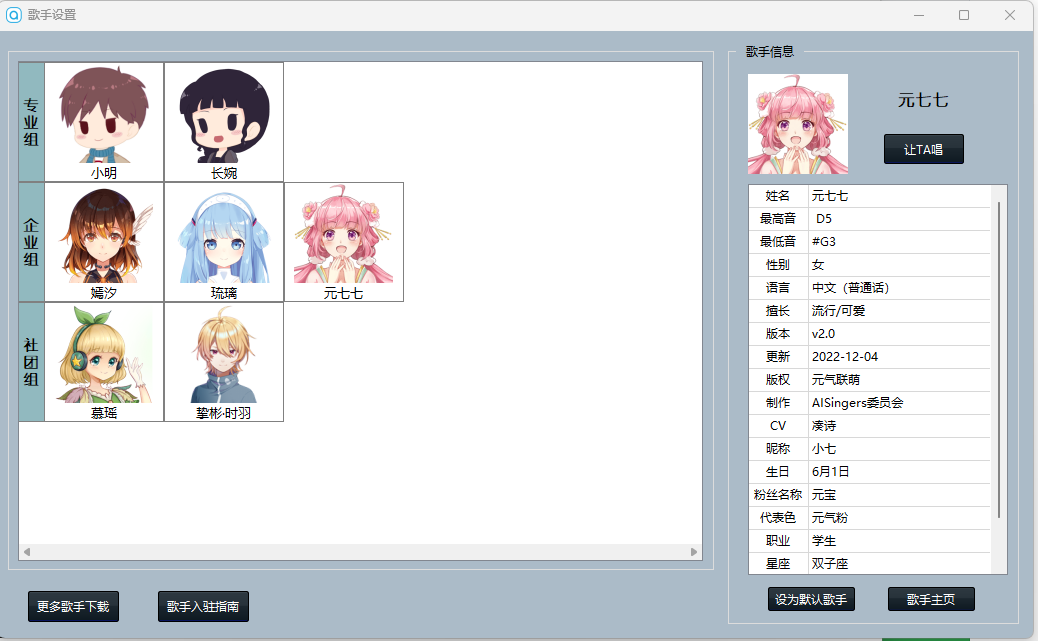 歌手设置
专业组
小明
长婉
企业组
嫣汐
琉璃
元七七
社团组
慕瑶
挚彬·时羽
更多歌手下载
歌手入驻指南
歌手信息
元七七
让TA唱
姓名 元七七
最高音 D5
最低音 #G3
性别 女
语言 中文（普通话）
擅长 流行/可爱
版本 v2.0
更新 2022-12-04
版权 元气联萌
制作 AISingers委员会
CV 凑诗
昵称 小七
生日 6月1日
粉丝名称 元宝
代表色 元气粉
职业 学生
星座 双子座
设为默认歌手
歌手主页